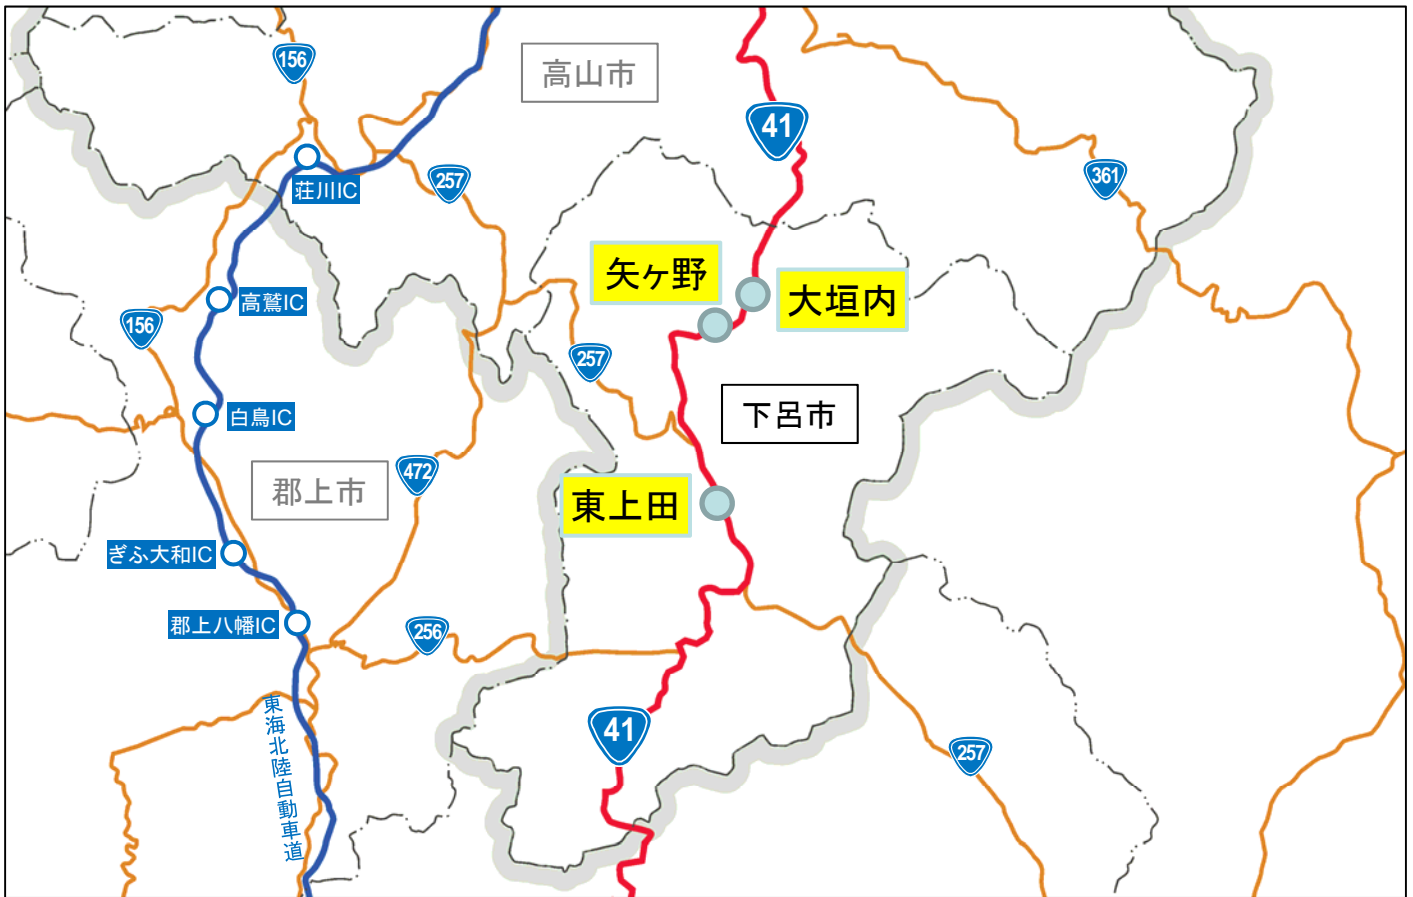 156
高山市
41
荘川IC
257
361
矢ヶ野
大垣内
高鷲IC
156
257
白鳥IC
下呂市
472
郡上市
東上田
ぎふ大和IC
郡上八幡IC
256
東海北陸自動車道
41
257